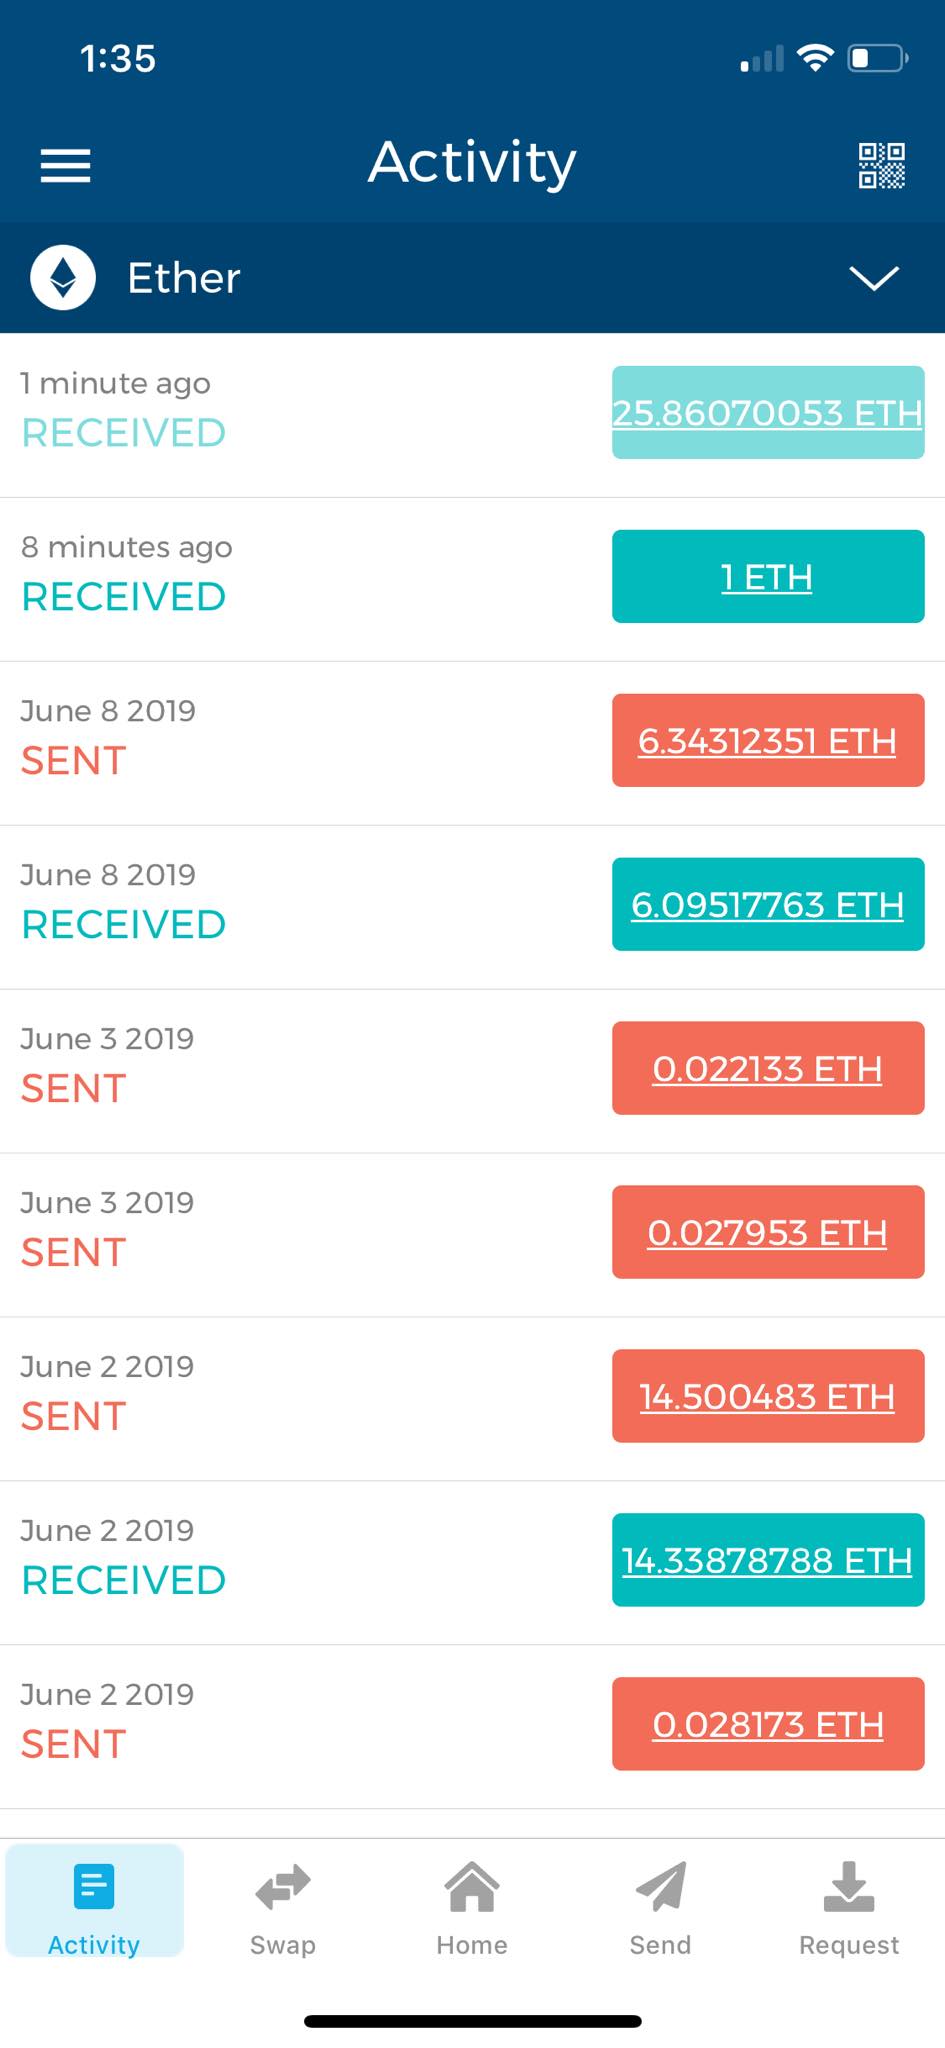 1:35
Activity
Ether
1 minute ago
RECEIVED
25.86070053 ETH
8 minutes ago
RECEIVED
1 ETH
June 8 2019
SENT
6.34312351 ETH
June 8 2019
RECEIVED
6.09517763 ETH
June 3 2019
SENT
0.022133 ETH
June 3 2019
SENT
0.027953 ETH
June 2 2019
SENT
14.500483 ETH
June 2 2019
RECEIVED
14.33878788 ETH
June 2 2019
SENT
0.028173 ETH
Activity
Swap
Home
Send
Request